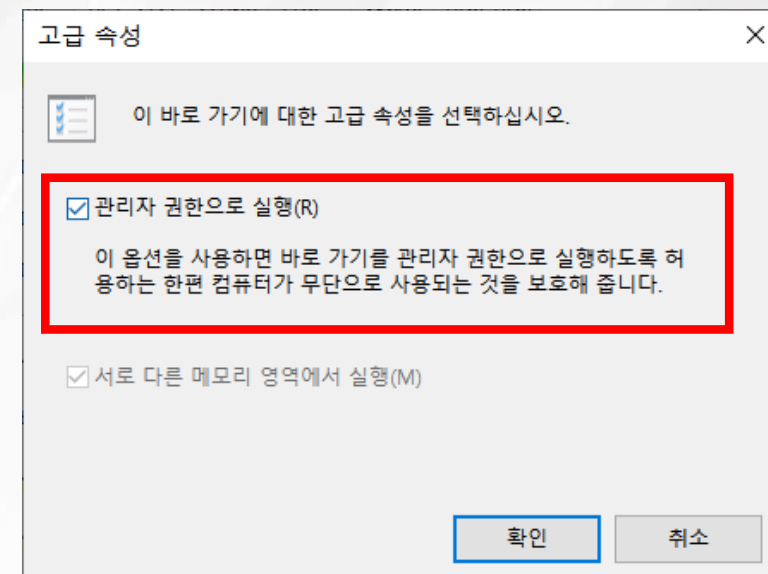 고급 속성
이 바로 가기에 대한 고급 속성을 선택하십시오.
관리자 권한으로 실행(R)
이 옵션을 사용하면 바로 가기를 관리자 권한으로 실행하도록 허
용하는 한편 컴퓨터가 무단으로 사용되는 것을 보호해 줍니다.
서로 다른 메모리 영역에서 실행(M)
확인 취소